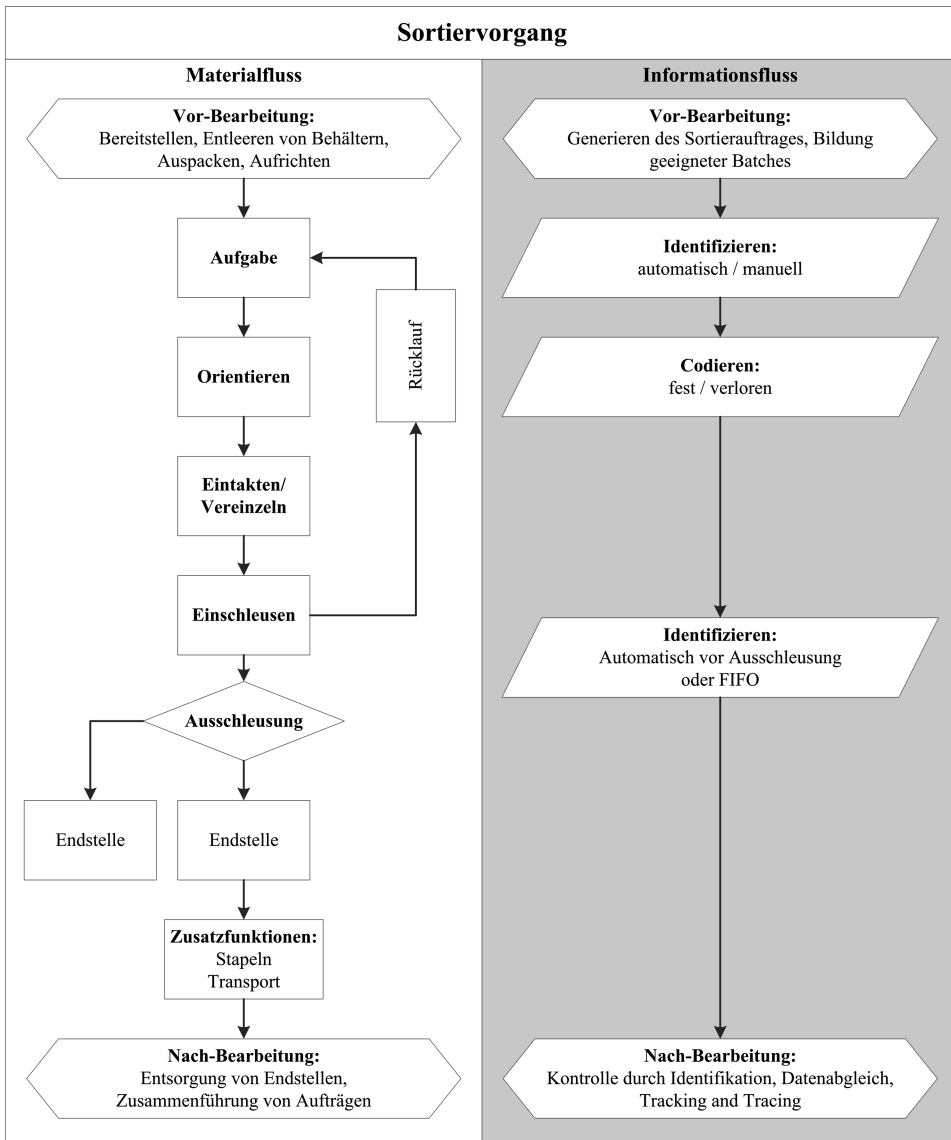 Sortiervorgang
Materialfluss
Vor-Bearbeitung:
Bereitstellen, Entleeren von Behältern,
Auspacken, Aufrichten
Aufgabe
Rücklauf
Orientieren
Eintakten/
Vereinzeln
Einschleusen
Ausschleusung
Endstelle
Endstelle
Zusatzfunktionen:
Stapeln
Transport
Nach-Bearbeitung:
Entsorgung von Endstellen,
Zusammenführung von Aufträgen
Informationsfluss
Vor-Bearbeitung:
Generieren des Sortierauftrages, Bildung
geeigneter Batches
Identifizieren:
automatisch / manuell
Codieren:
fest / verloren
Identifizieren:
Automatisch vor Ausschleusung
oder FIFO
Nach-Bearbeitung:
Kontrolle durch Identifikation, Datenabgleich,
Tracking and Tracing